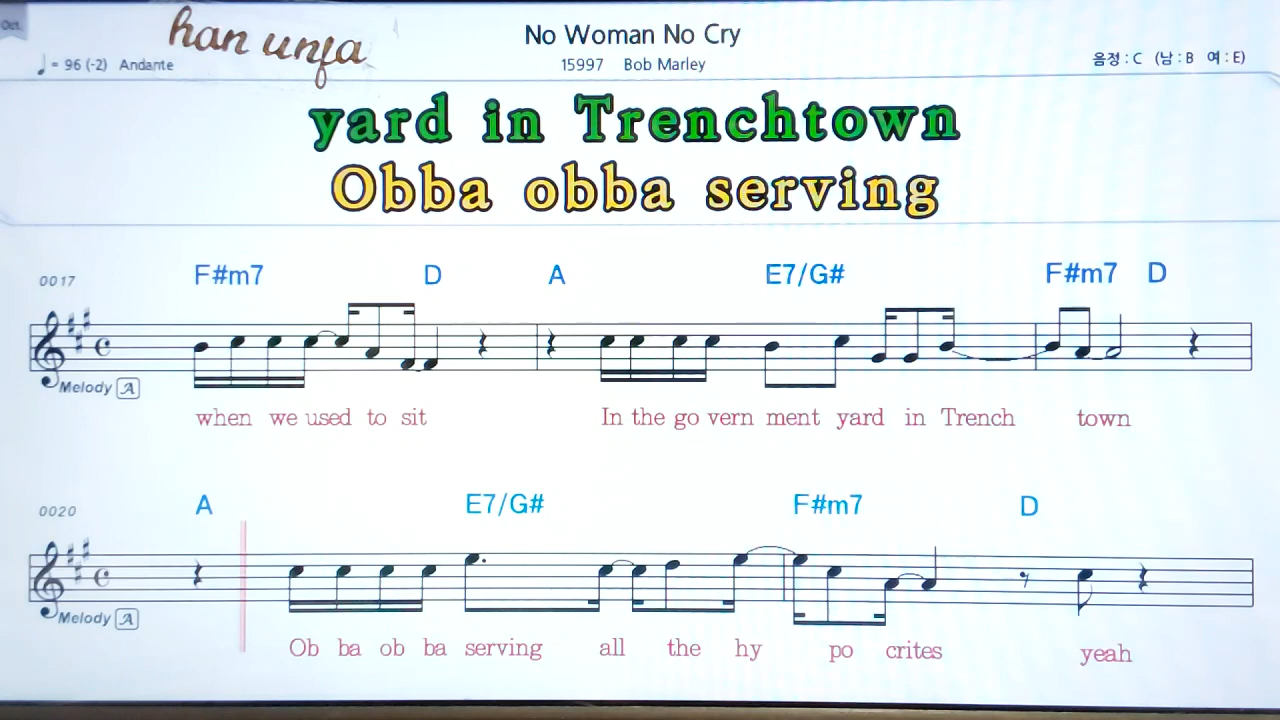 Oct.
han unfa
No Woman No Cry
♩ = 96 (-2) Andante
15997 Bob Marley
음정 : C (남 : B 여 : E)
yard in Trenchtown
Obba obba serving
0017 F#m7 D A E7/G# F#m7 D
Melody A
when we used to sit In the go vern ment yard in Trench town
0020 A E7/G# F#m7 D
Melody A
Ob ba ob ba serving all the hy po crites yeah